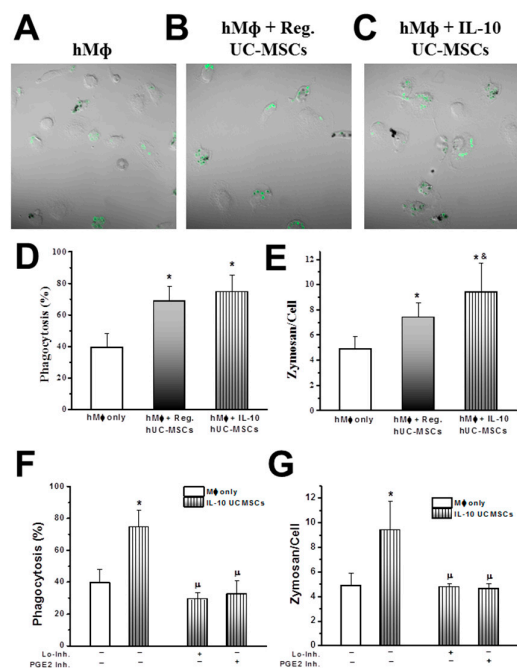 A
B
C
hMϕ
hMϕ + Reg.
UC-MSCs
hMϕ + IL-10
UC-MSCs
D
Phagocytosis (%)
100
80
60
40
20
0
*
*
hMϕ only
hMϕ + Reg.
hUC-MSCs
hMϕ + IL-10
hUC-MSCs
E
Zymosan/Cell
12
10
8
6
4
2
0
*
* &
hMϕ only
hMϕ + Reg.
hUC-MSCs
hMϕ + IL-10
hUC-MSCs
F
Phagocytosis (%)
100
80
60
40
20
0
Mϕ only
IL-10 UCMSCs
*
μ
μ
Lo-Inh. – – + –
PGE2 Inh. – – – +
G
Zymosan/Cell
12
10
8
6
4
2
0
Mϕ only
IL-10 UCMSCs
*
μ
μ
– – + –
– – – +